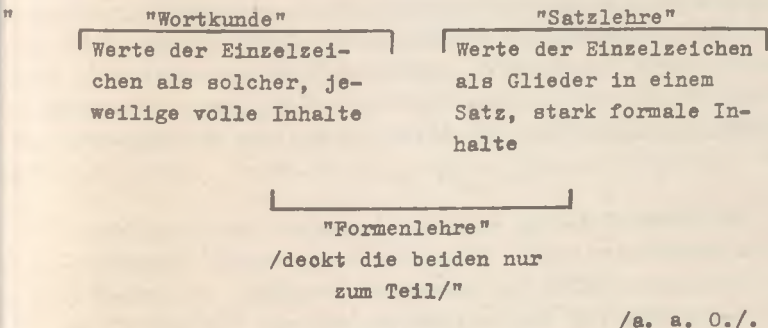 "
"Wortkunde"
Werte der Einzelzei-
chen als solcher, je-
weilige volle Inhalte
"Satzlehre"
Werte der Einzelzeichen
als Glieder in einem
Satz, stark formale In-
halte
"Formenlehre"
/deckt die beiden nur
zum Teil/"
/a. a. O./.